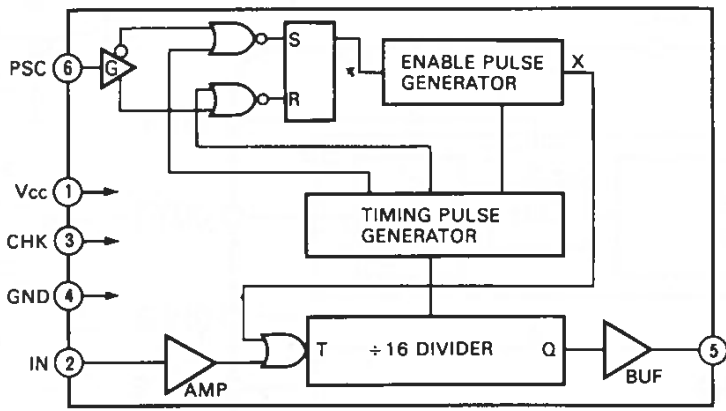 PSC
6
G
S
R
ENABLE PULSE
GENERATOR
X
Vcc
1
CHK
3
GND
4
IN
2
TIMING PULSE
GENERATOR
AMP
T
÷16 DIVIDER
Q
BUF
5